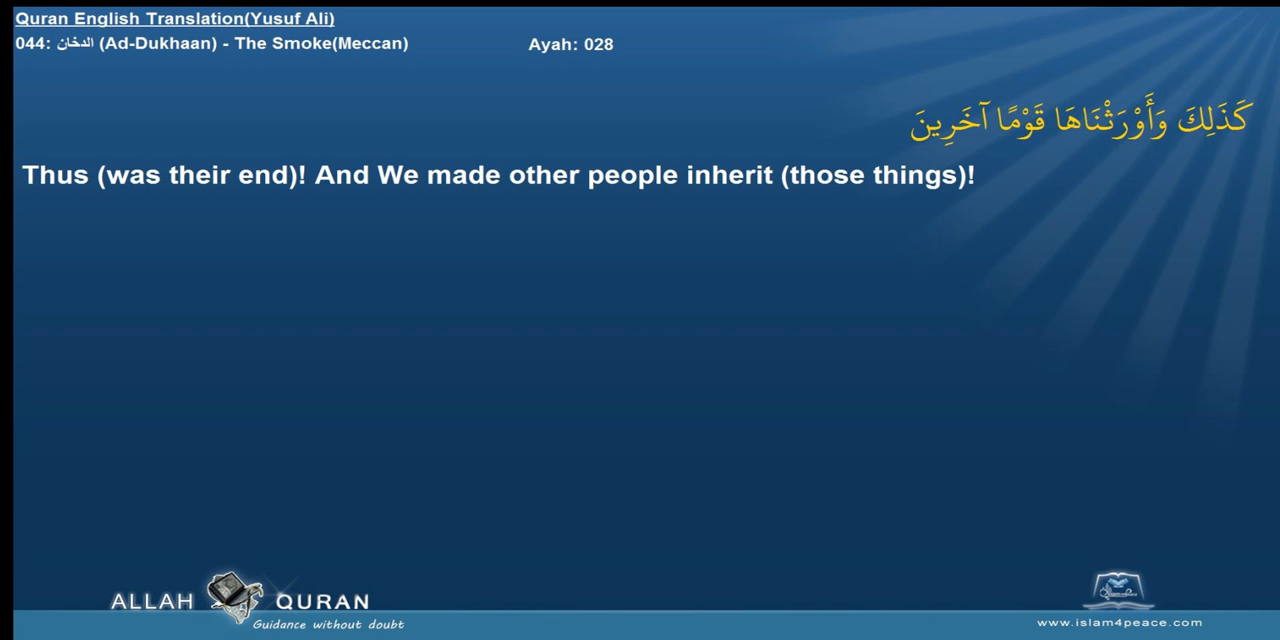 Quran English Translation(Yusuf Ali)
044: الدخان (Ad-Dukhaan) - The Smoke(Meccan) Ayah: 028
كَذَلِكَ وَأَوْرَثْنَاهَا قَوْمًا آخَرِينَ
Thus (was their end)! And We made other people inherit (those things)!
ALLAH QURAN
Guidance without doubt
www.islam4peace.com